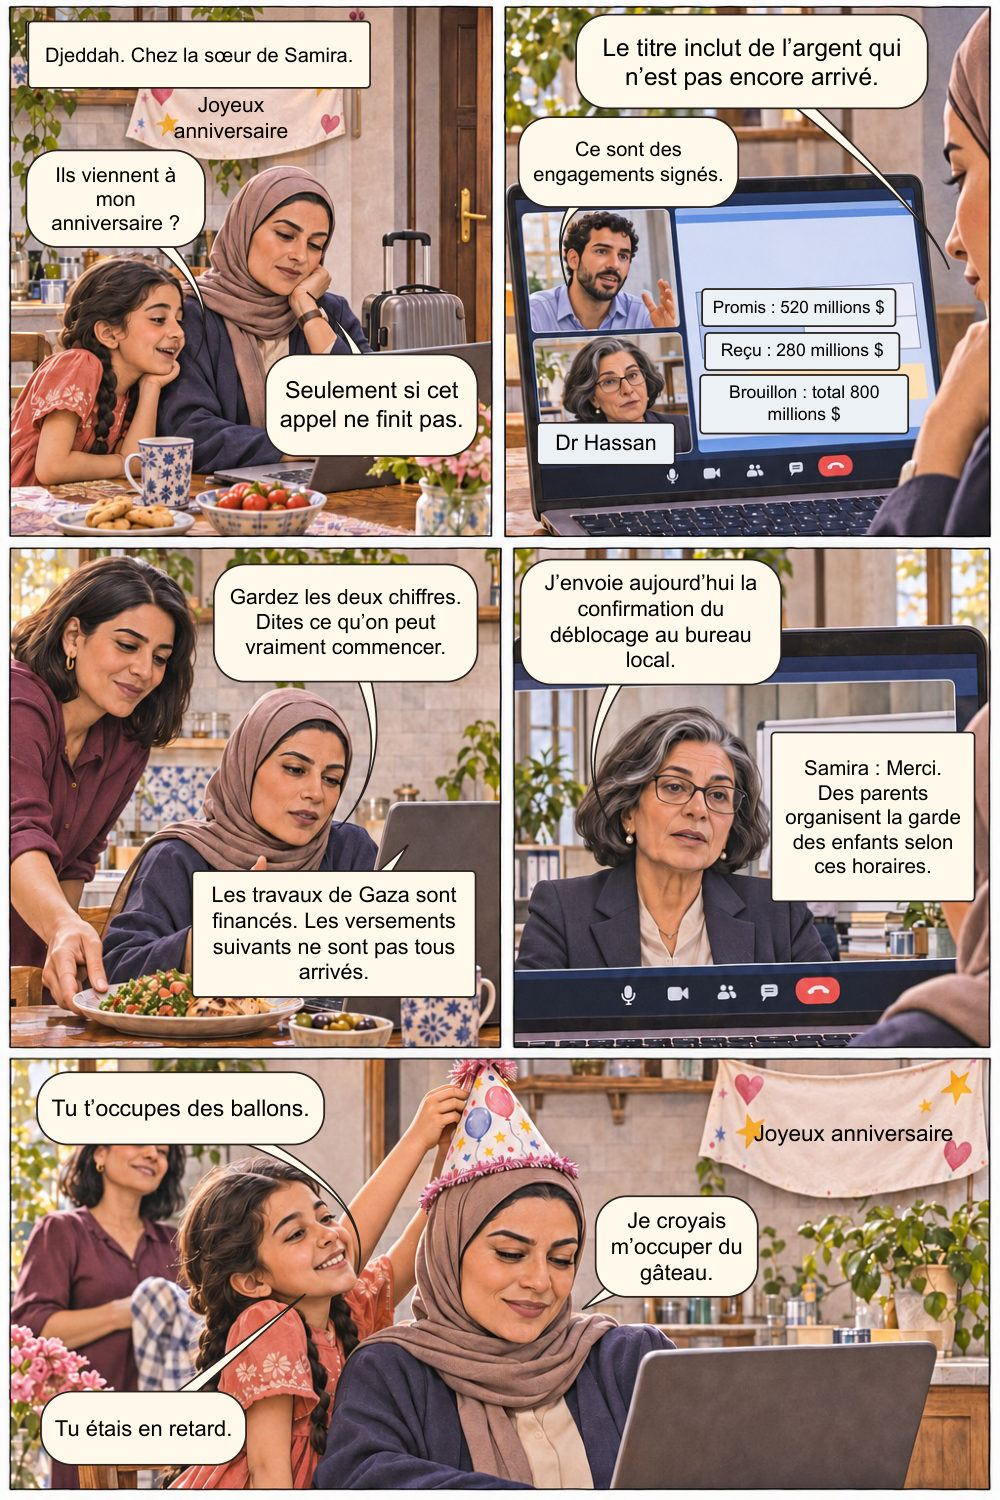 Djeddah. Chez la sœur de Samira.
Joyeux
anniversaire
Ils viennent à
mon
anniversaire ?
Seulement si cet
appel ne finit pas.
Le titre inclut de l’argent qui
n’est pas encore arrivé.
Ce sont des
engagements signés.
Promis : 520 millions $
Reçu : 280 millions $
Brouillon : total 800
millions $
Dr Hassan
Gardez les deux chiffres.
Dites ce qu’on peut
vraiment commencer.
Les travaux de Gaza sont
financés. Les versements
suivants ne sont pas tous
arrivés.
J’envoie aujourd’hui la
confirmation du
déblocage au bureau
local.
Samira : Merci.
Des parents
organisent la garde
des enfants selon
ces horaires.
Tu t’occupes des ballons.
Joyeux anniversaire
Je croyais
m’occuper du
gâteau.
Tu étais en retard.